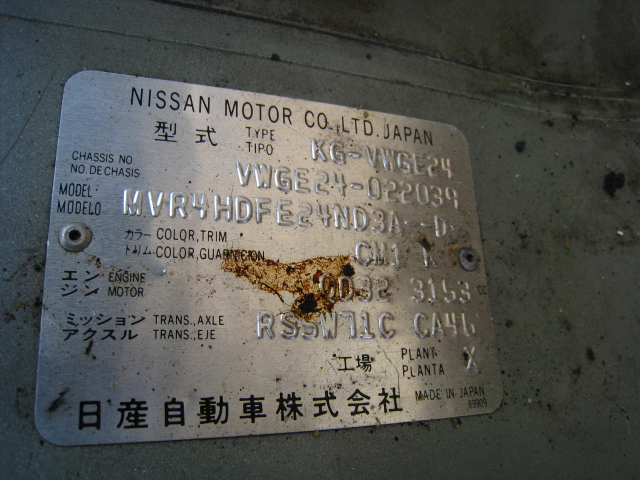 NISSAN MOTOR CO.,LTD.JAPAN
型式 TYPE TIPO KG-VWGE24
CHASSIS NO NO.DE CHASIS VWGE24-022039
MODEL MODELO MVR4HDFE24ND3A--D-
カラー COLOR,TRIM
トリム COLOR,GUARNICION CM1 K
エンジン ENGINE MOTOR QD32 3153 CC
ミッション TRANS.,AXLE
アクスル TRANS.,EJE RS5W71C CA46
工場 PLANT PLANTA X
日産自動車株式会社 MADE IN JAPAN
89909